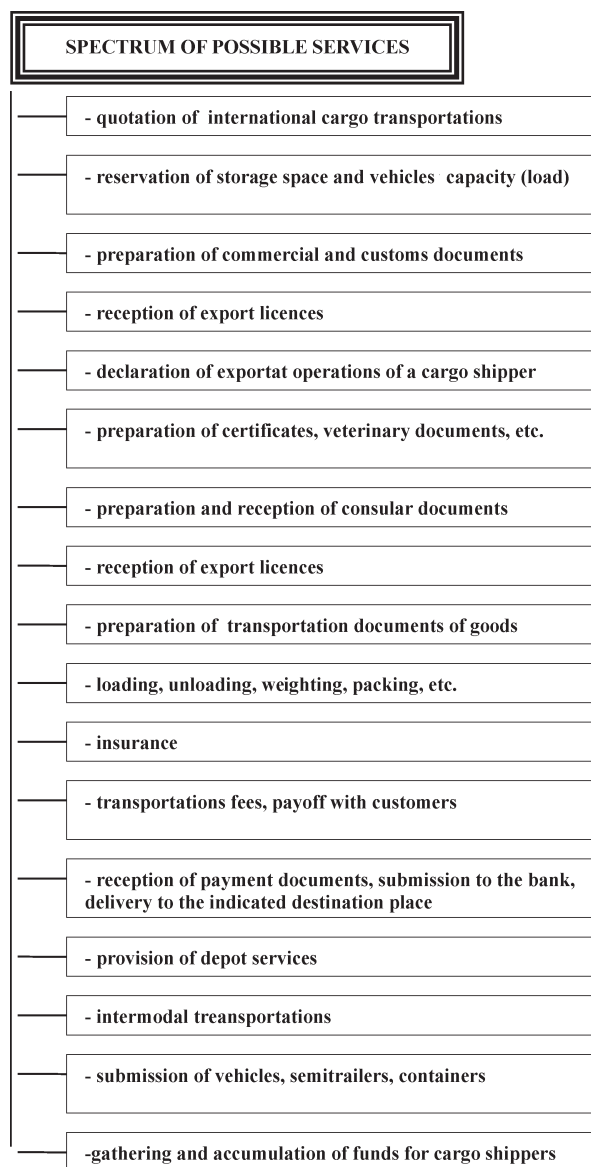 SPECTRUM OF POSSIBLE SERVICES
- quotation of international cargo transportations
- reservation of storage space and vehicles capacity (load)
- preparation of commercial and customs documents
- reception of export licences
- declaration of exportat operations of a cargo shipper
- preparation of certificates, veterinary documents, etc.
- preparation and reception of consular documents
- reception of export licences
- preparation of transportation documents of goods
- loading, unloading, weighting, packing, etc.
- insurance
- transportations fees, payoff with customers
- reception of payment documents, submission to the bank,
delivery to the indicated destination place
- provision of depot services
- intermodal treansportations
- submission of vehicles, semitrailers, containers
-gathering and accumulation of funds for cargo shippers